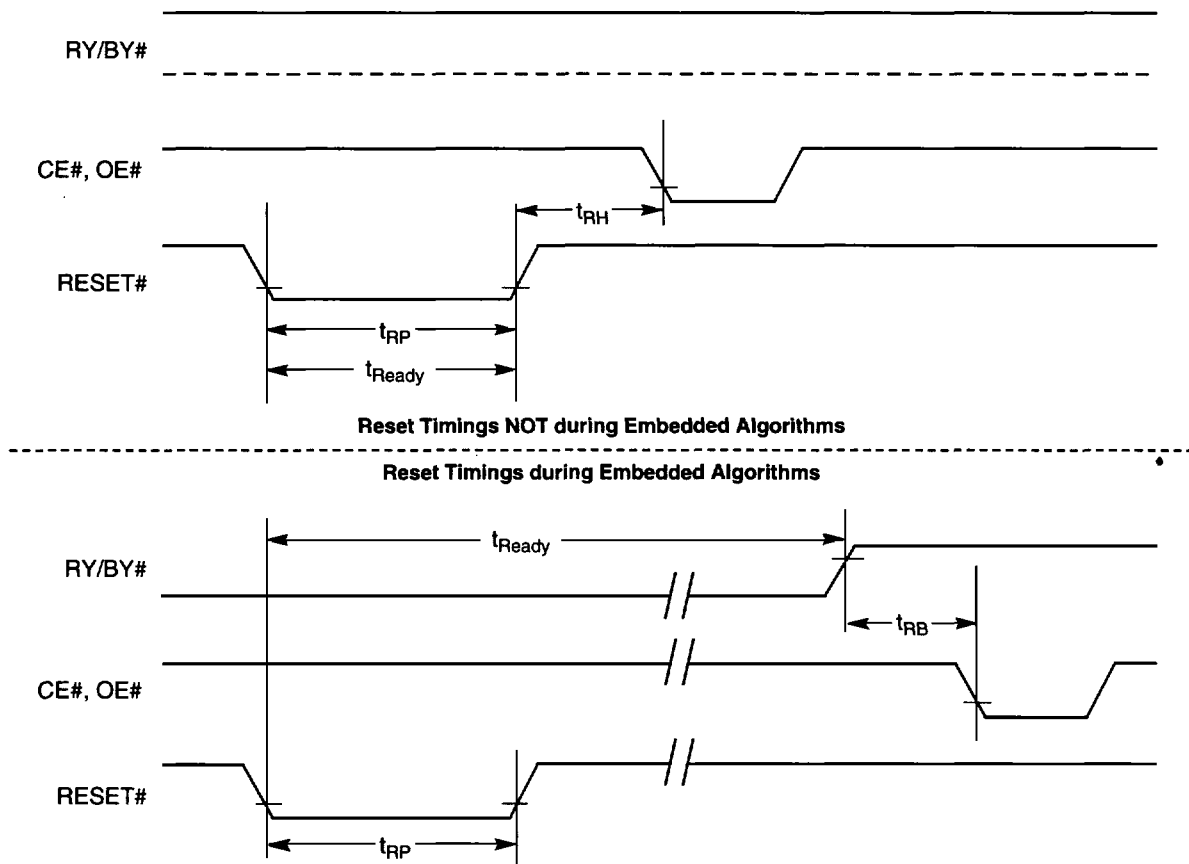 RY/BY#
CE#, OE#
tRH
RESET#
tRP
tReady
Reset Timings NOT during Embedded Algorithms
Reset Timings during Embedded Algorithms
tReady
RY/BY#
tRB
CE#, OE#
RESET#
tRP